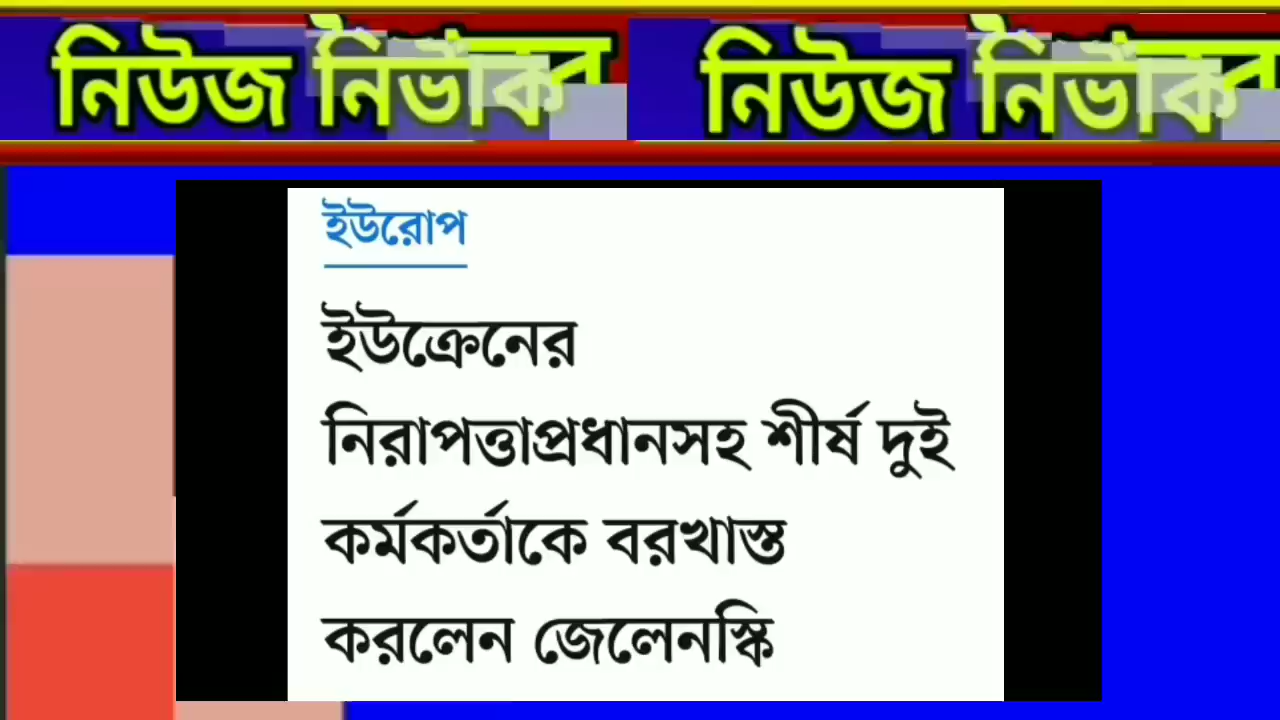 নিউজ নিউজ
ইউরোপ
ইউক্রেনের
নিরাপত্তাপ্রধানসহ শীর্ষ দুই
কর্মকর্তাকে বরখাস্ত
করলেন জেলেনস্কি